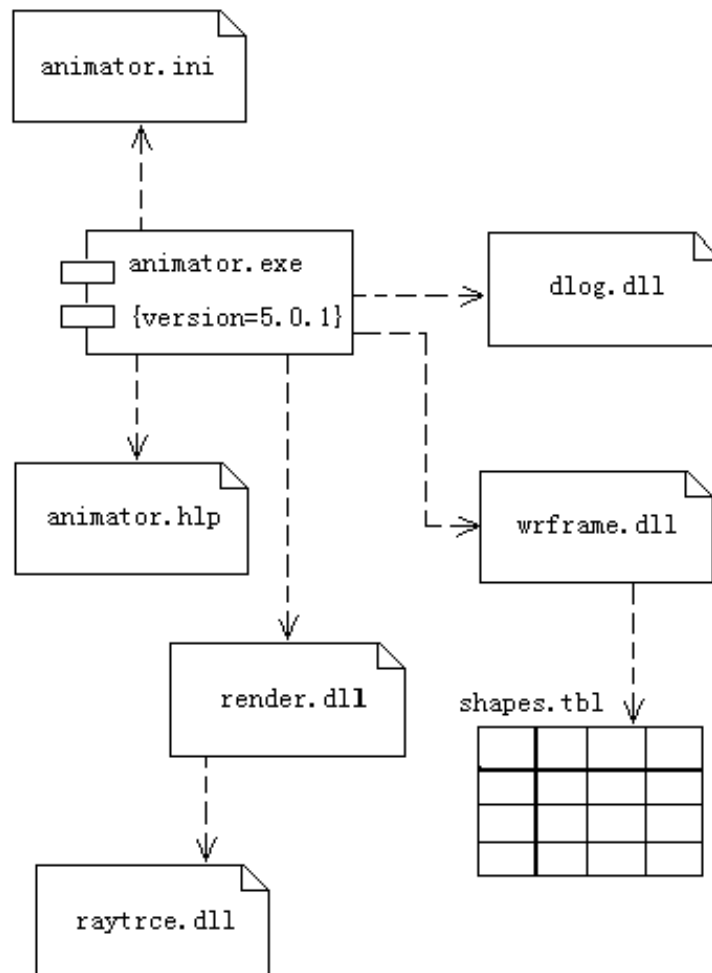 animator.ini
animator.exe
{version=5.0.1}
dlog.dll
animator.hlp
wrframe.dll
render.dll
shapes.tbl
raytrce.dll